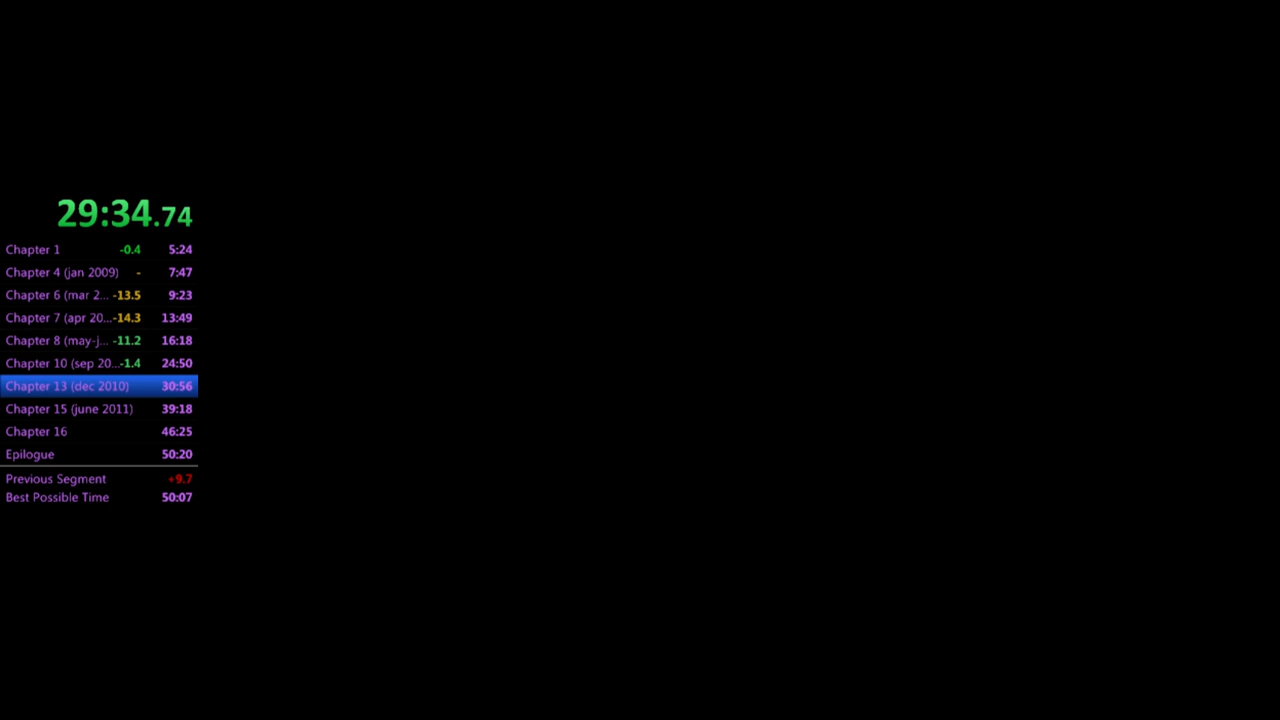 29:34.74
Chapter 1 -0.4 5:24
Chapter 4 (jan 2009) - 7:47
Chapter 6 (mar 2... -13.5 9:23
Chapter 7 (apr 20... -14.3 13:49
Chapter 8 (may-j... -11.2 16:18
Chapter 10 (sep 20... -1.4 24:50
Chapter 13 (dec 2010) 30:56
Chapter 15 (june 2011) 39:18
Chapter 16 46:25
Epilogue 50:20
Previous Segment +9.7
Best Possible Time 50:07